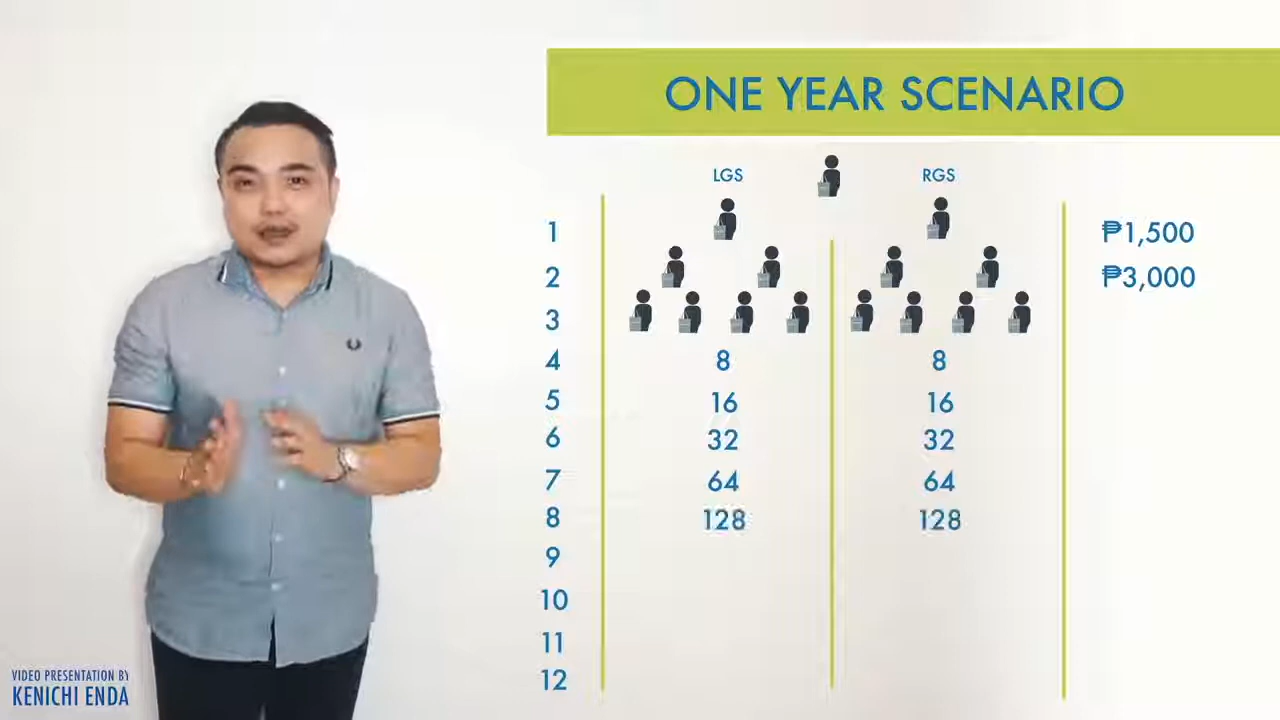 ONE YEAR SCENARIO
LGS RGS
1 ₱1,500
2 ₱3,000
3
4 8 8
5 16 16
6 32 32
7 64 64
8 128 128
9
10
11
12
VIDEO PRESENTATION BY
KENICHI ENDA